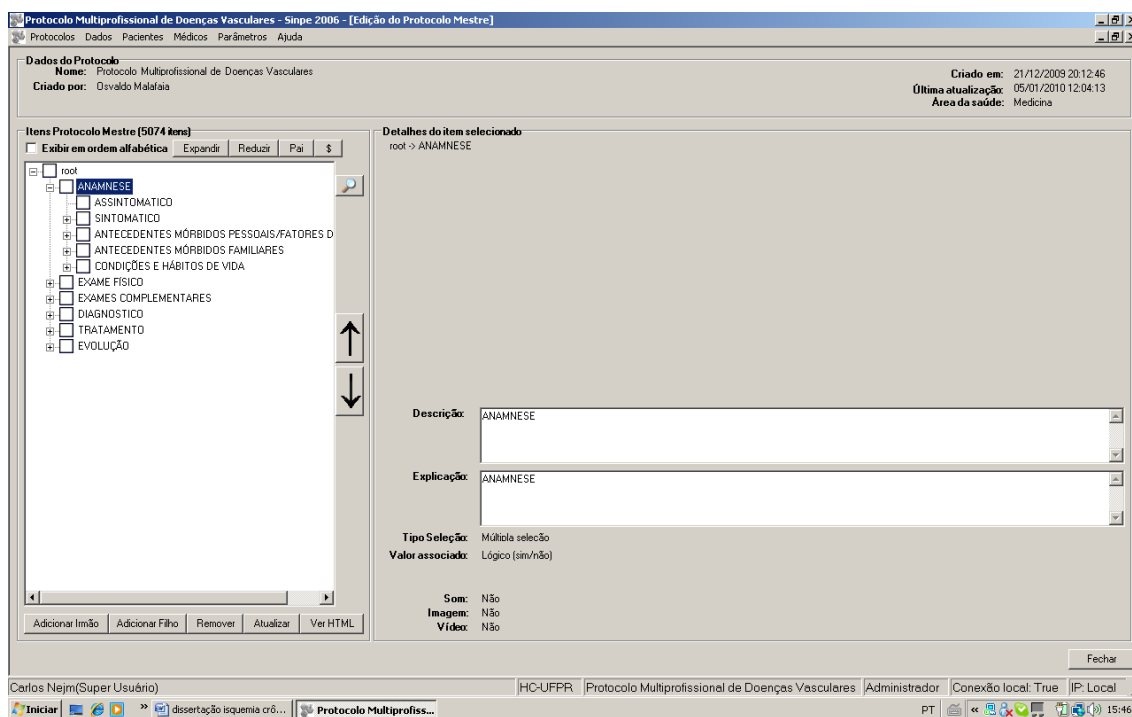 Protocolo Multiprofissional de Doenças Vasculares - Sinpe 2006 - [Edição do Protocolo Mestre]
Protocolos Dados Pacientes Médicos Parâmetros Ajuda
Dados do Protocolo
Nome: Protocolo Multiprofissional de Doenças Vasculares
Criado por: Osvaldo Malafaia
Criado em: 21/12/2009 20:12:46
Última atualização: 05/01/2010 12:04:13
Área da saúde: Medicina
Itens Protocolo Mestre (5074 itens)
Exibir em ordem alfabética Expandir Reduzir Pai $
root
ANAMNESE
ASSINTOMATICO
SINTOMATICO
ANTECEDENTES MÓRBIDOS PESSOAIS/FATORES D
ANTECEDENTES MÓRBIDOS FAMILIARES
CONDIÇÕES E HÁBITOS DE VIDA
EXAME FÍSICO
EXAMES COMPLEMENTARES
DIAGNOSTICO
TRATAMENTO
EVOLUÇÃO
Adicionar Irmão Adicionar Filho Remover Atualizar Ver HTML
Detalhes do item selecionado
root -> ANAMNESE
Descrição: ANAMNESE
Explicação: ANAMNESE
Tipo Seleção: Múltipla selecão
Valor associado: Lógico (sim/não)
Som: Não
Imagem: Não
Vídeo: Não
Fechar
Carlos Nejm(Super Usuário) HC-UFPR Protocolo Multiprofissional de Doenças Vasculares Administrador Conexão local: True IP: Local
Iniciar » dissertação isquemia crô... Protocolo Multiprofiss... PT « 15:46